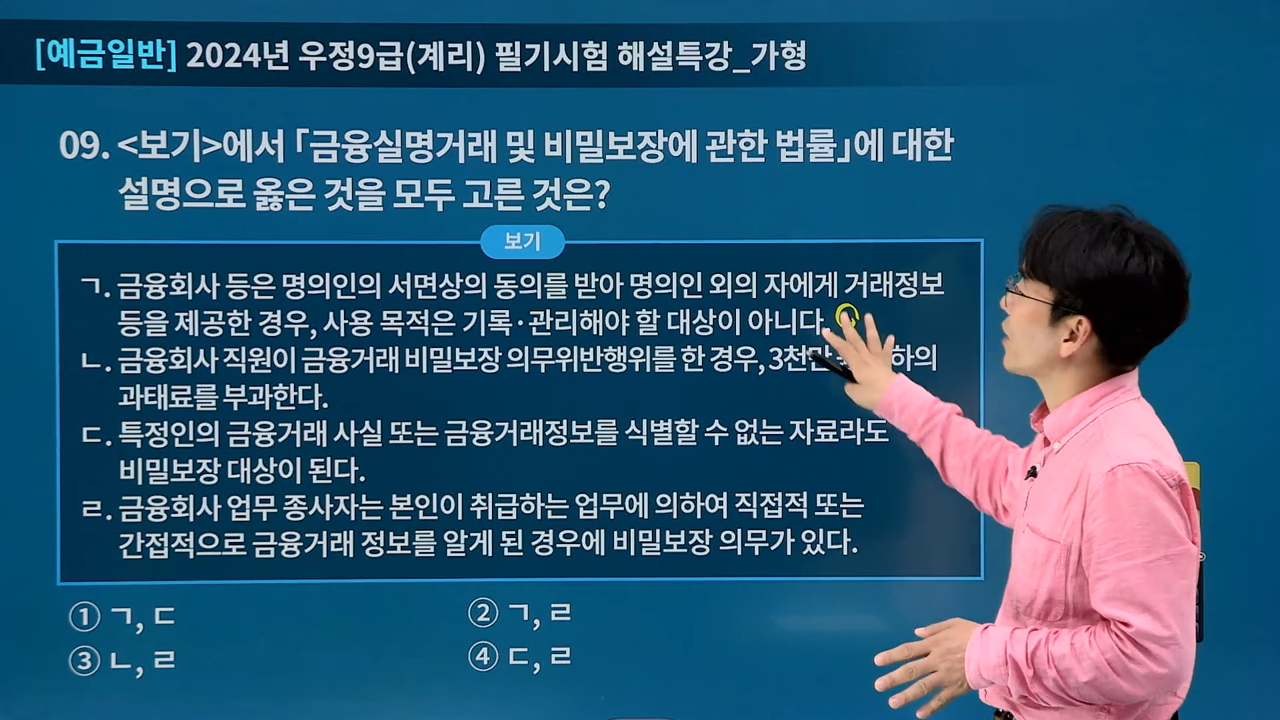 [예금일반] 2024년 우정9급(계리) 필기시험 해설특강_가형
09. <보기>에서 「금융실명거래 및 비밀보장에 관한 법률」에 대한
설명으로 옳은 것을 모두 고른 것은?
보기
ㄱ. 금융회사 등은 명의인의 서면상의 동의를 받아 명의인 외의 자에게 거래정보
등을 제공한 경우, 사용 목적은 기록·관리해야 할 대상이 아니다.
ㄴ. 금융회사 직원이 금융거래 비밀보장 의무위반행위를 한 경우, 3천만 하의
과태료를 부과한다.
ㄷ. 특정인의 금융거래 사실 또는 금융거래정보를 식별할 수 없는 자료라도
비밀보장 대상이 된다.
ㄹ. 금융회사 업무 종사자는 본인이 취급하는 업무에 의하여 직접적 또는
간접적으로 금융거래 정보를 알게 된 경우에 비밀보장 의무가 있다.
① ㄱ, ㄷ ② ㄱ, ㄹ
③ ㄴ, ㄹ ④ ㄷ, ㄹ